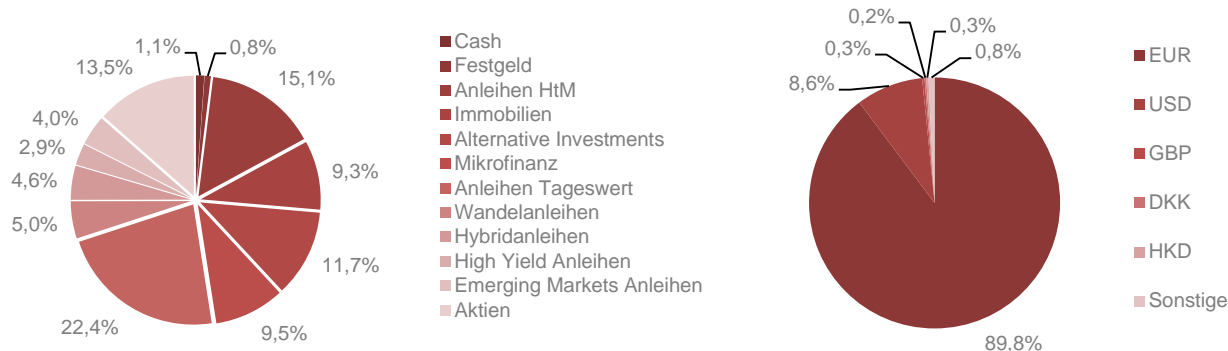 1,1%
0,8%
15,1%
9,3%
11,7%
9,5%
22,4%
5,0%
4,6%
2,9%
4,0%
13,5%
Cash
Festgeld
Anleihen HtM
Immobilien
Alternative Investments
Mikrofinanz
Anleihen Tageswert
Wandelanleihen
Hybridanleihen
High Yield Anleihen
Emerging Markets Anleihen
Aktien
0,2%
0,3%
0,3%
0,8%
8,6%
89,8%
EUR
USD
GBP
DKK
HKD
Sonstige